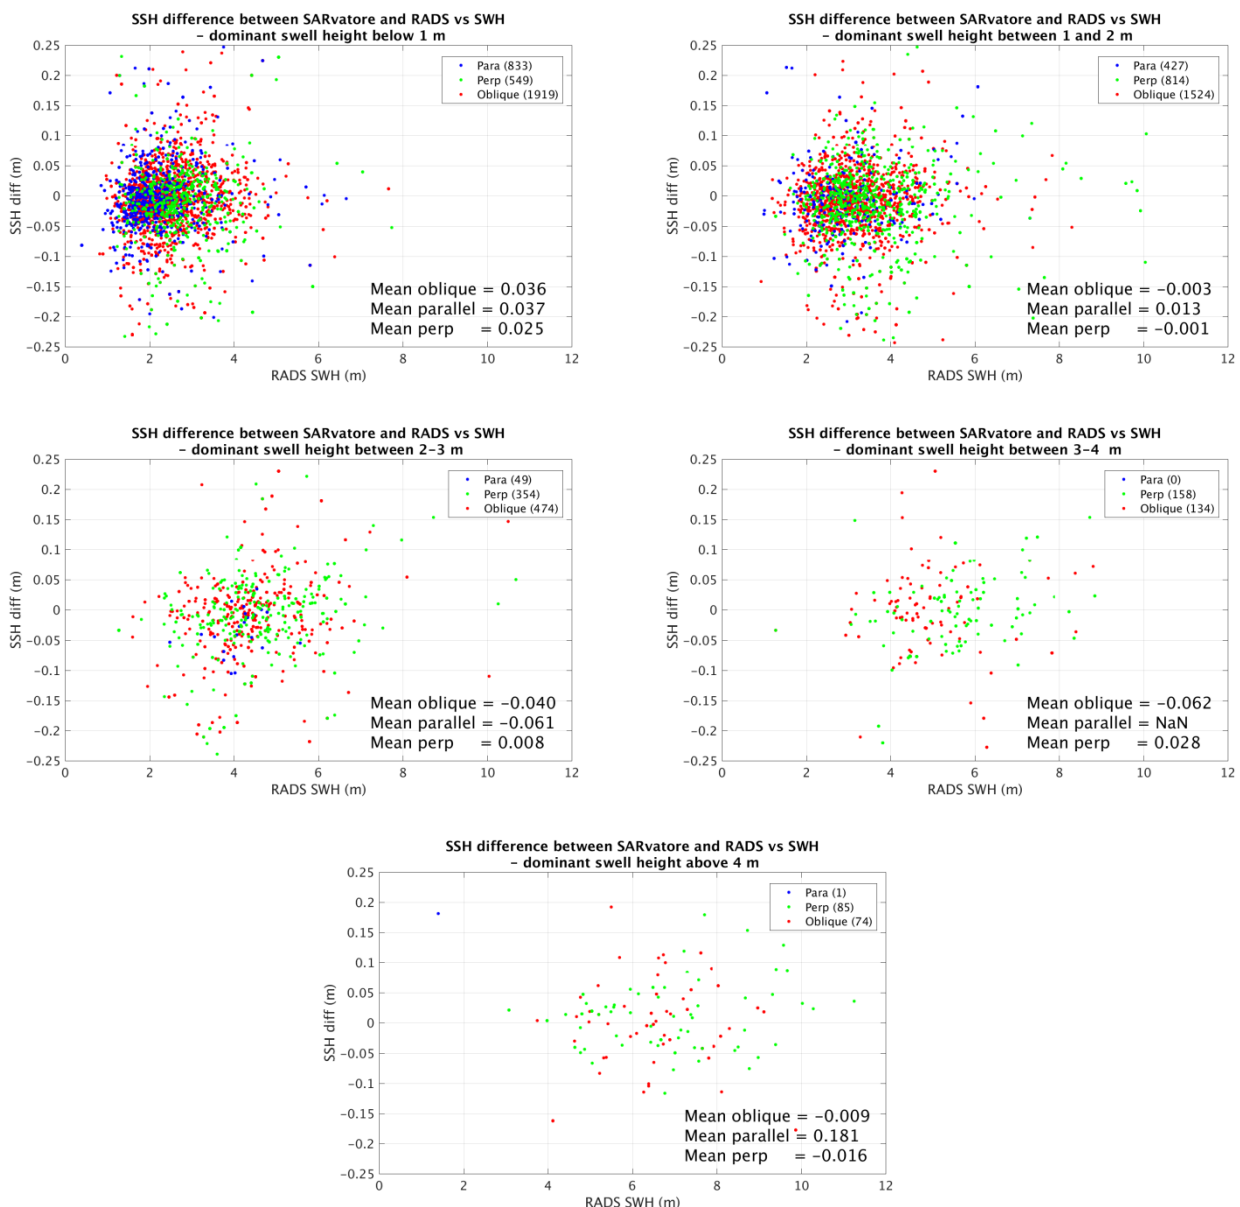 SSH difference between SARvatore and RADS vs SWH
– dominant swell height below 1 m
0.25
0.2
0.15
0.1
0.05
0
−0.05
−0.1
−0.15
−0.2
−0.25
SSH diff (m)
Para (833)
Perp (549)
Oblique (1919)
Mean oblique = 0.036
Mean parallel = 0.037
Mean perp = 0.025
0 2 4 6 8 10 12
RADS SWH (m)
SSH difference between SARvatore and RADS vs SWH
– dominant swell height between 1 and 2 m
0.25
0.2
0.15
0.1
0.05
0
−0.05
−0.1
−0.15
−0.2
−0.25
SSH diff (m)
Para (427)
Perp (814)
Oblique (1524)
Mean oblique = −0.003
Mean parallel = 0.013
Mean perp = −0.001
0 2 4 6 8 10 12
RADS SWH (m)
SSH difference between SARvatore and RADS vs SWH
– dominant swell height between 2–3 m
0.25
0.2
0.15
0.1
0.05
0
−0.05
−0.1
−0.15
−0.2
−0.25
SSH diff (m)
Para (49)
Perp (354)
Oblique (474)
Mean oblique = −0.040
Mean parallel = −0.061
Mean perp = 0.008
0 2 4 6 8 10 12
RADS SWH (m)
SSH difference between SARvatore and RADS vs SWH
– dominant swell height between 3–4 m
0.25
0.2
0.15
0.1
0.05
0
−0.05
−0.1
−0.15
−0.2
−0.25
SSH diff (m)
Para (0)
Perp (158)
Oblique (134)
Mean oblique = −0.062
Mean parallel = NaN
Mean perp = 0.028
0 2 4 6 8 10 12
RADS SWH (m)
SSH difference between SARvatore and RADS vs SWH
– dominant swell height above 4 m
0.25
0.2
0.15
0.1
0.05
0
−0.05
−0.1
−0.15
−0.2
−0.25
SSH diff (m)
Para (1)
Perp (85)
Oblique (74)
Mean oblique = −0.009
Mean parallel = 0.181
Mean perp = −0.016
0 2 4 6 8 10 12
RADS SWH (m)